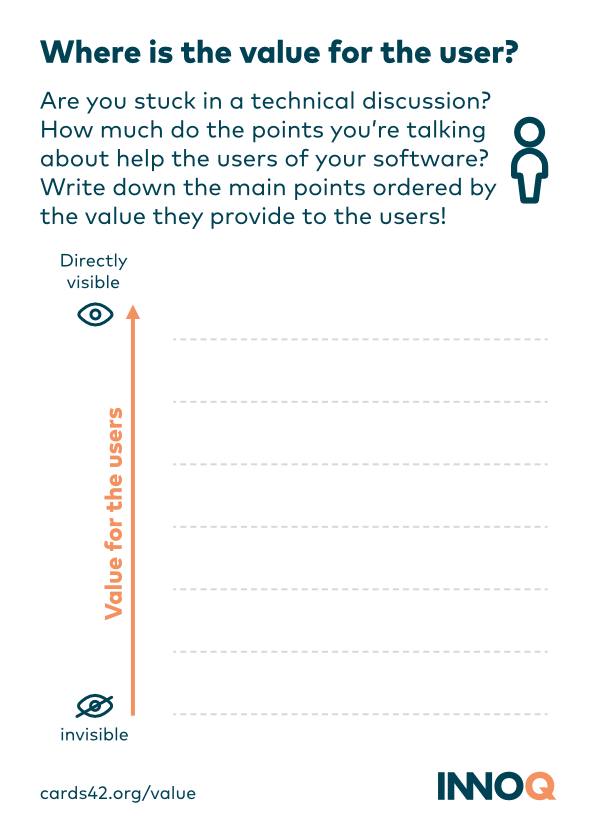 Where is the value for the user?
Are you stuck in a technical discussion?
How much do the points you’re talking
about help the users of your software?
Write down the main points ordered by
the value they provide to the users!
Directly
visible
Value for the users
invisible
cards42.org/value
INNOQ